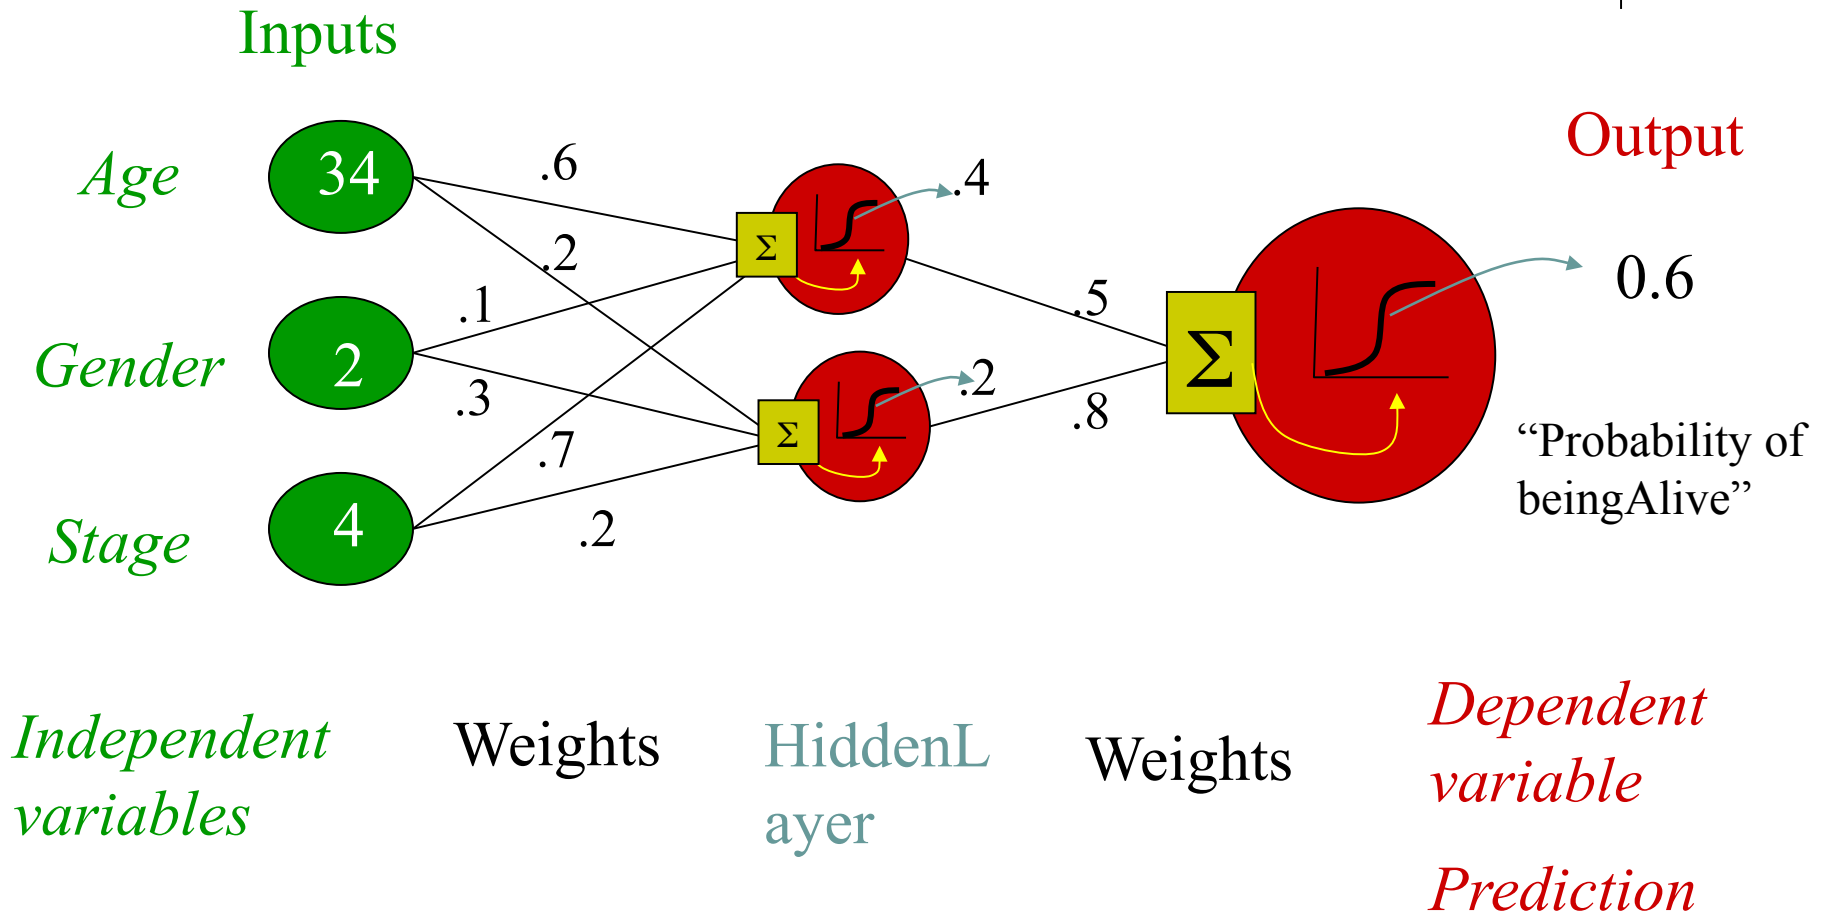 Inputs
Output
Age
34
.6
.4
.2
Σ
0.6
.1
.5
Gender
2
Σ
.3
.2
.8
Σ
"Probability of
beingAlive"
.7
Stage
4
.2
Independent
variables
Weights
HiddenL
ayer
Weights
Dependent
variable
Prediction